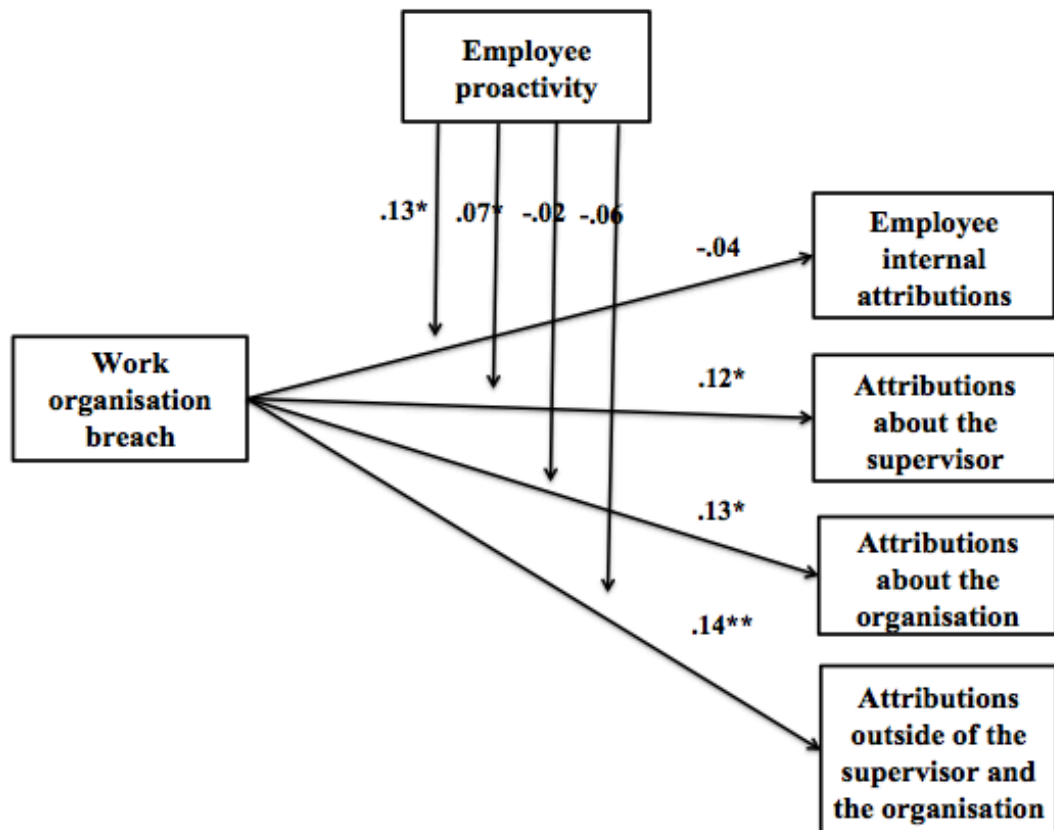 Employee
proactivity
.13*
.07*
-.02
-.06
-.04
Employee
internal
attributions
Work
organisation
breach
.12*
Attributions
about the
supervisor
.13*
Attributions
about the
organisation
.14**
Attributions
outside of the
supervisor and
the organisation